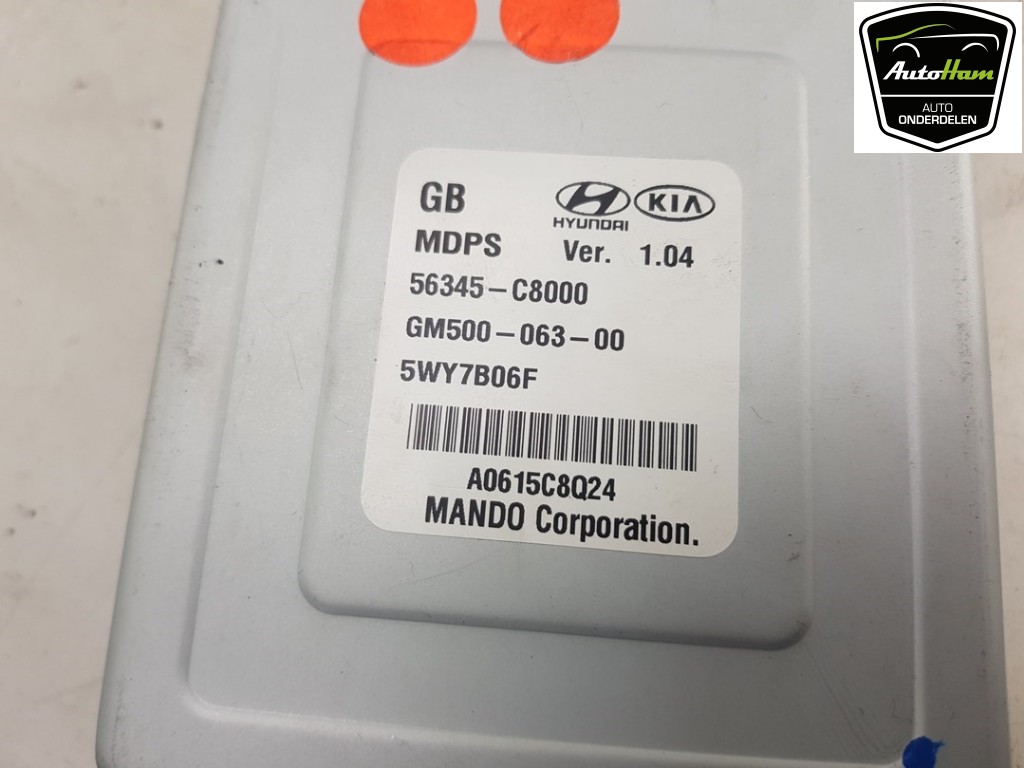 AutoHam
AUTO
ONDERDELEN
GB
HYUNDAI
KIA
MDPS Ver. 1.04
56345-C8000
GM500-063-00
5WY7B06F
A0615C8Q24
MANDO Corporation.